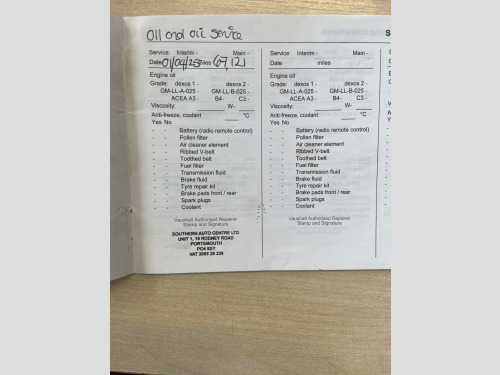 Oil and air service
Service: Interim - Main -
Date 01/04/23 miles 67,121
Engine oil
Grade: dexos 1 - dexos 2 -
GM-LL-A-025 - GM-LL-B-025 -
ACEA A3 - B4- C3 -
Viscosity: W-
Anti-freeze, coolant °C
Yes No
- - Battery (radio remote control)
- - Pollen filter
- - Air cleaner element
- - Ribbed V-belt
- - Toothed belt
- - Fuel filter
- - Transmission fluid
- - Brake fluid
- - Tyre repair kit
- - Brake pads front / rear
- - Spark plugs
- - Coolant
Vauxhall Authorised Repairer
Stamp and Signature
SOUTHERN AUTO CENTRE LTD
UNIT 1, 16 RODNEY ROAD
PORTSMOUTH
PO4 8SY
Service: Interim - Main -
Date miles
Engine oil
Grade: dexos 1 - dexos 2 -
GM-LL-A-025 - GM-LL-B-025 -
ACEA A3 - B4- C3 -
Viscosity: W-
Anti-freeze, coolant °C
Yes No
- - Battery (radio remote control)
- - Pollen filter
- - Air cleaner element
- - Ribbed V-belt
- - Toothed belt
- - Fuel filter
- - Transmission fluid
- - Brake fluid
- - Tyre repair kit
- - Brake pads front / rear
- - Spark plugs
- - Coolant
Vauxhall Authorised Repairer
Stamp and Signature